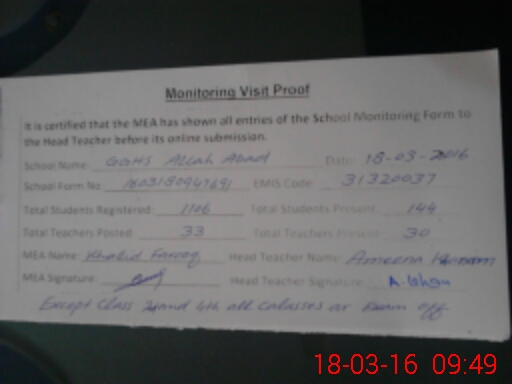 Monitoring Visit Proof
It is certified that the MEA has shown all entries of the School Monitoring Form to
the Head Teacher before its online submission.
School Name: GGHS Allah Abad Date: 18-03-2016
School Form No EMIS Code: 31320037
Total Students Registered: 1106 Total Students Present: 144
Total Teachers Posted: 33 Total Teachers Present: 30
MEA Name: Khalid Farooq Head Teacher Name: Ameena
MEA Signature: Head Teacher Signature:
Except Class and 4th all calasses or Exam off
18-03-16 09:49